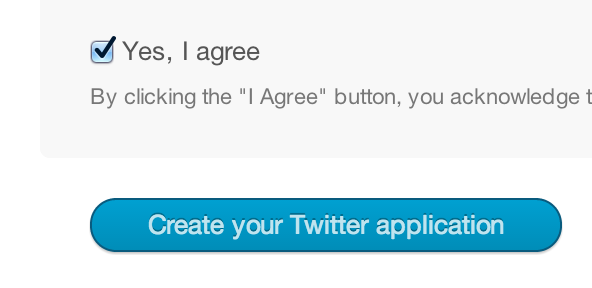 Yes, I agree
By clicking the "I Agree" button, you acknowledge t
Create your Twitter application